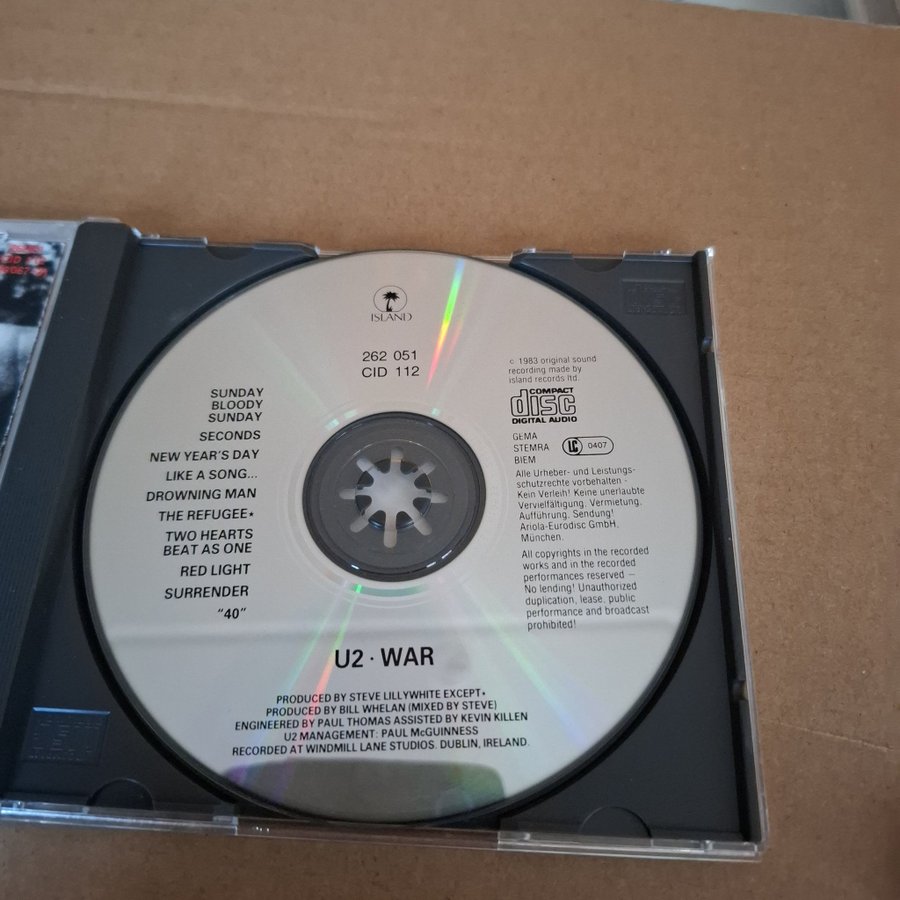 ISLAND
262 051
CID 112
SUNDAY
BLOODY
SUNDAY
SECONDS
NEW YEAR'S DAY
LIKE A SONG...
DROWNING MAN
THE REFUGEE★
TWO HEARTS
BEAT AS ONE
RED LIGHT
SURRENDER
"40"
c 1983 original sound
recording made by
island records ltd.
COMPACT
disc
DIGITAL AUDIO
GEMA
STEMRA
BIEM
LC 0407
Alle Urheber- und Leistungs-
schutzrechte vorbehalten -
Kein Verleih! Keine unerlaubte
Vervielfältigung, Vermietung,
Aufführung, Sendung!
Ariola-Eurodisc GmbH,
München.
All copyrights in the recorded
works and in the recorded
performances reserved –
No lending! Unauthorized
duplication, lease, public
performance and broadcast
prohibited!
U2 · WAR
PRODUCED BY STEVE LILLYWHITE EXCEPT★
PRODUCED BY BILL WHELAN (MIXED BY STEVE)
ENGINEERED BY PAUL THOMAS ASSISTED BY KEVIN KILLEN
U2 MANAGEMENT: PAUL McGUINNESS
RECORDED AT WINDMILL LANE STUDIOS. DUBLIN, IRELAND.